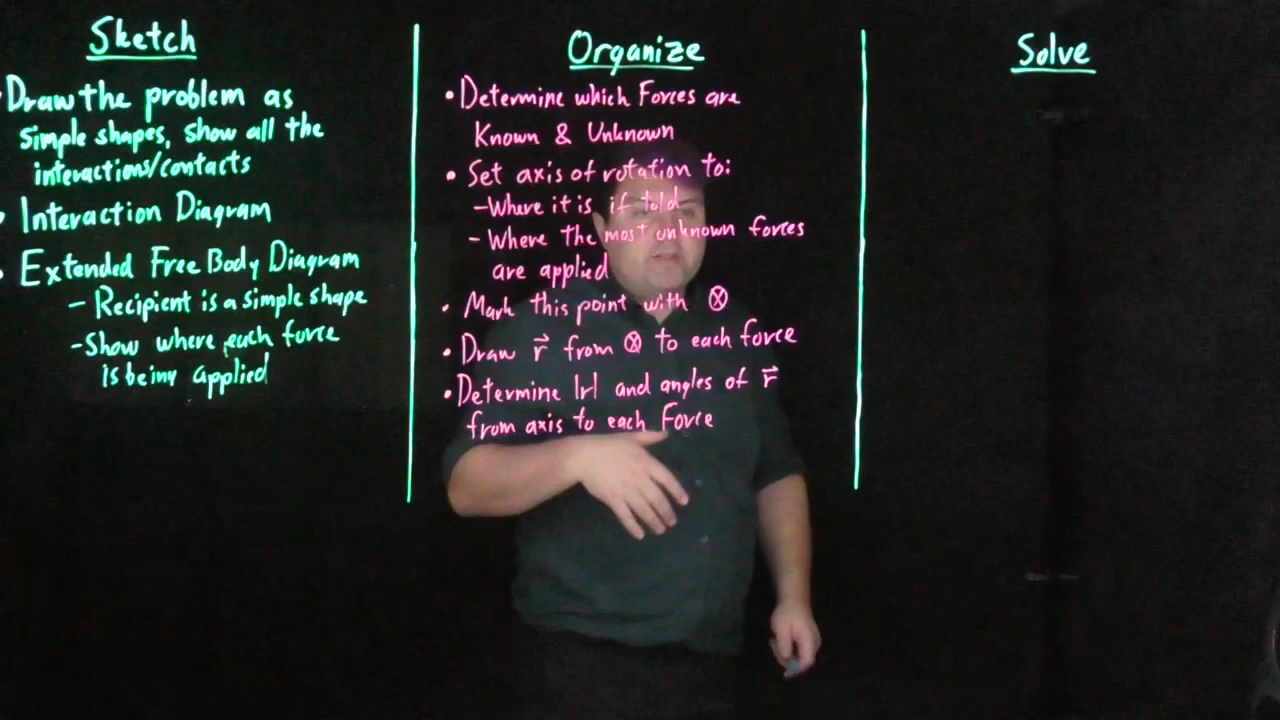 Sketch
• Draw the problem as
simple shapes, show all the
interactions/contacts
• Interaction Diagram
• Extended Free Body Diagram
- Recipient is a simple shape
- Show where each force
is being applied
Organize
• Determine which Forces are
Known & Unknown
• Set axis of rotation to:
- Where it is if told
- Where the most unknown forces
are applied
• Mark this point with ⊗
• Draw r⃗ from ⊗ to each force
• Determine |r| and angles of r⃗
from axis to each Force
Solve